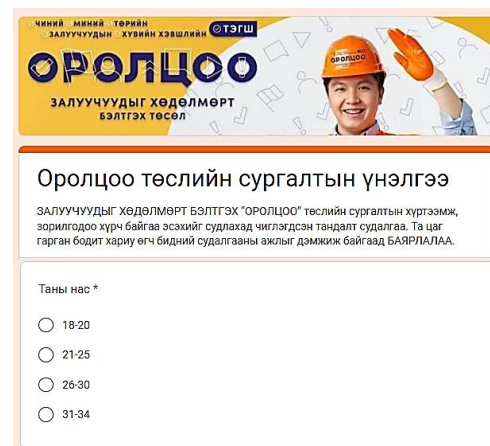 ЧИНИЙ МИНИЙ ТӨРИЙН
ЗАЛУУЧУУДЫН ХУВИЙН ХЭВШЛИЙН ТЭГШ
ОРОЛЦОО
ЗАЛУУЧУУДЫГ ХӨДӨЛМӨРТ
БЭЛТГЭХ ТӨСӨЛ
ОРОЛЦОО
Оролцоо төслийн сургалтын үнэлгээ
ЗАЛУУЧУУДЫГ ХӨДӨЛМӨРТ БЭЛТГЭХ “ОРОЛЦОО” төслийн сургалтын хүртээмж,
зорилгодоо хүрч байгаа эсэхийг судлахад чиглэгдсэн тандалт судалгаа. Та цаг
гарган бодит хариу өгч бидний судалгааны ажлыг дэмжиж байгаад БАЯРЛАЛАА.
Таны нас *
18-20
21-25
26-30
31-34